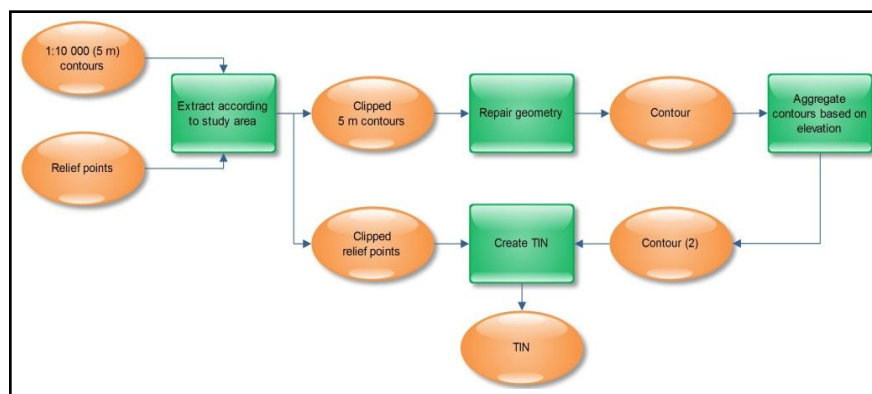 1:10 000 (5 m)
contours
Extract according
to study area
Relief points
Clipped
5 m contours
Repair geometry
Contour
Aggregate
contours based on
elevation
Clipped
relief points
Create TIN
Contour (2)
TIN